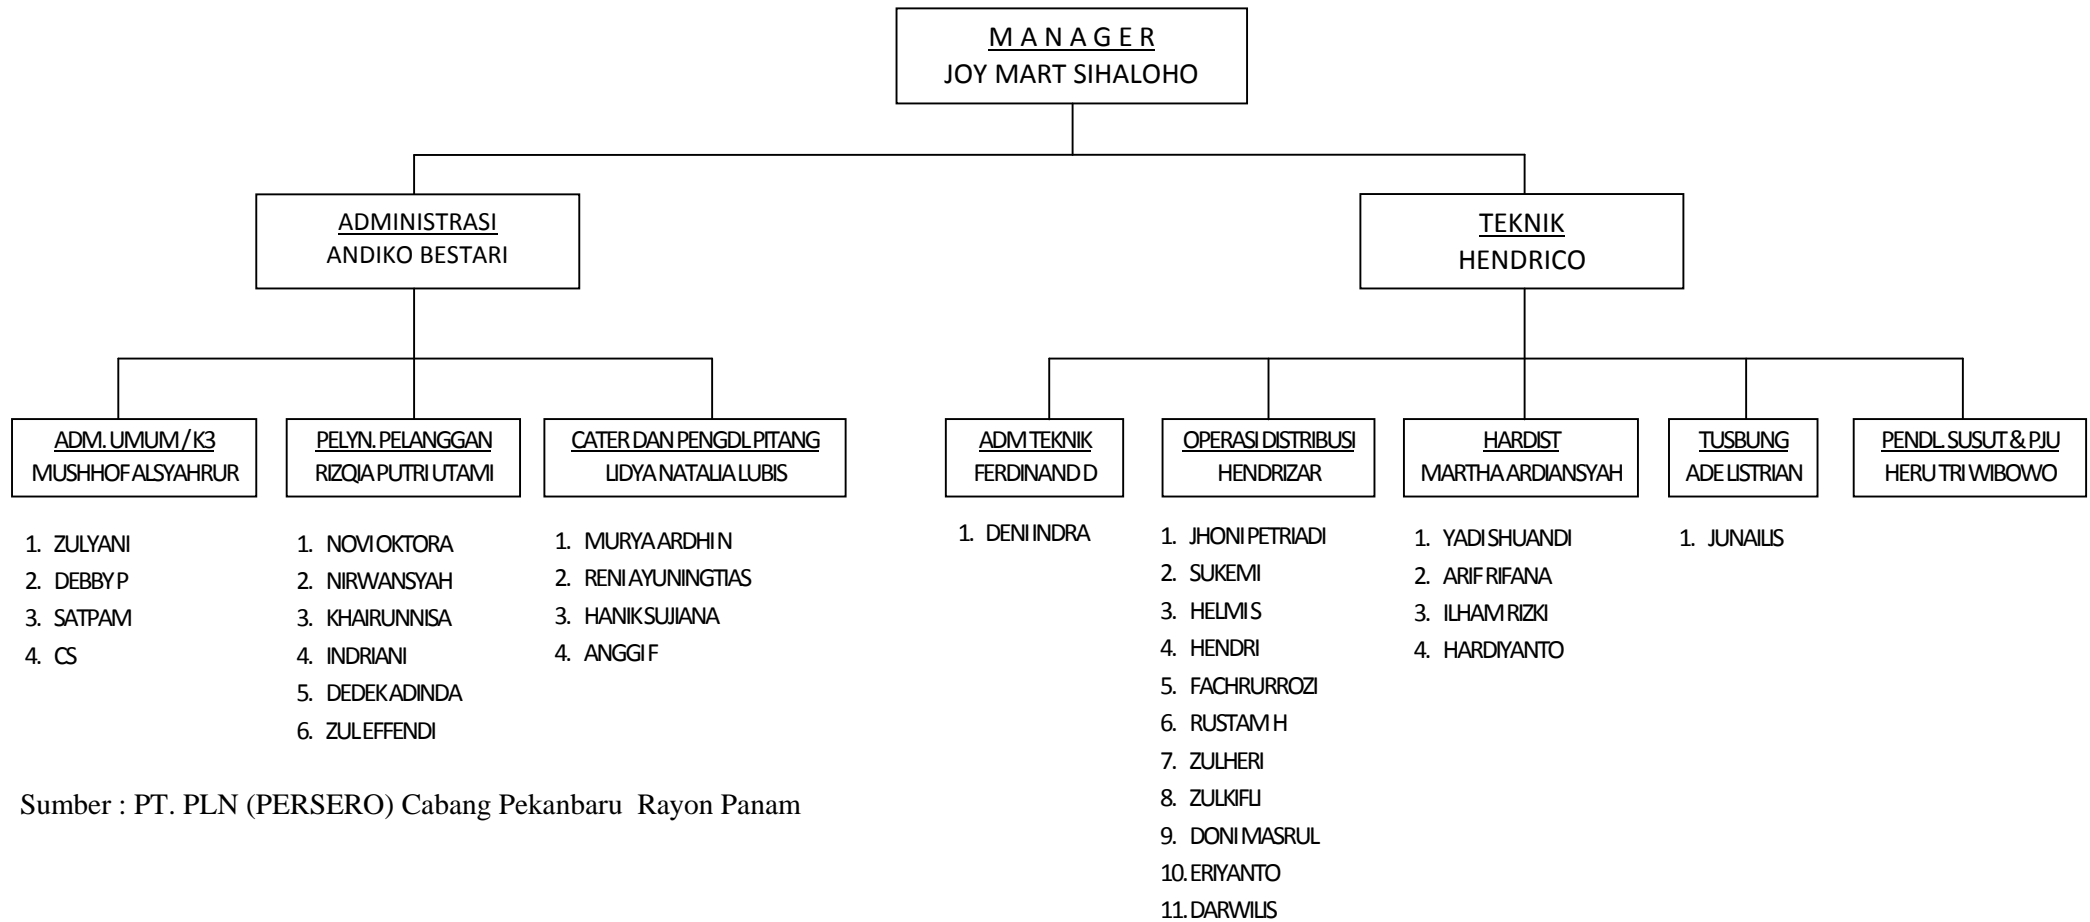 M A N A G E R
JOY MART SIHALOHO
ADMINISTRASI
ANDIKO BESTARI
TEKNIK
HENDRICO
ADM. UMUM / K3
MUSHHOF ALSYAHRUR
PELYN. PELANGGAN
RIZQIA PUTRI UTAMI
CATER DAN PENGDL PITANG
LIDYA NATALIA LUBIS
ADM TEKNIK
FERDINAND D
OPERASI DISTRIBUSI
HENDRIZAR
HARDIST
MARTHA ARDIANSYAH
TUSBUNG
ADE LISTRIAN
PENDL. SUSUT & PJU
HERU TRI WIBOWO
1. ZULYANI
2. DEBBY P
3. SATPAM
4. CS
1. NOVI OKTORA
2. NIRWANSYAH
3. KHAIRUNNISA
4. INDRIANI
5. DEDEK ADINDA
6. ZUL EFFENDI
1. MURYA ARDHI N
2. RENI AYUNINGTIAS
3. HANIK SUJIANA
4. ANGGI F
1. DENI INDRA
1. JHONI PETRIADI
2. SUKEMI
3. HELMI S
4. HENDRI
5. FACHRURROZI
6. RUSTAM H
7. ZULHERI
8. ZULKIFLI
9. DONI MASRUL
10. ERIYANTO
11. DARWILIS
1. YADI SHUANDI
2. ARIF RIFANA
3. ILHAM RIZKI
4. HARDIYANTO
1. JUNAILIS
Sumber : PT. PLN (PERSERO) Cabang Pekanbaru Rayon Panam